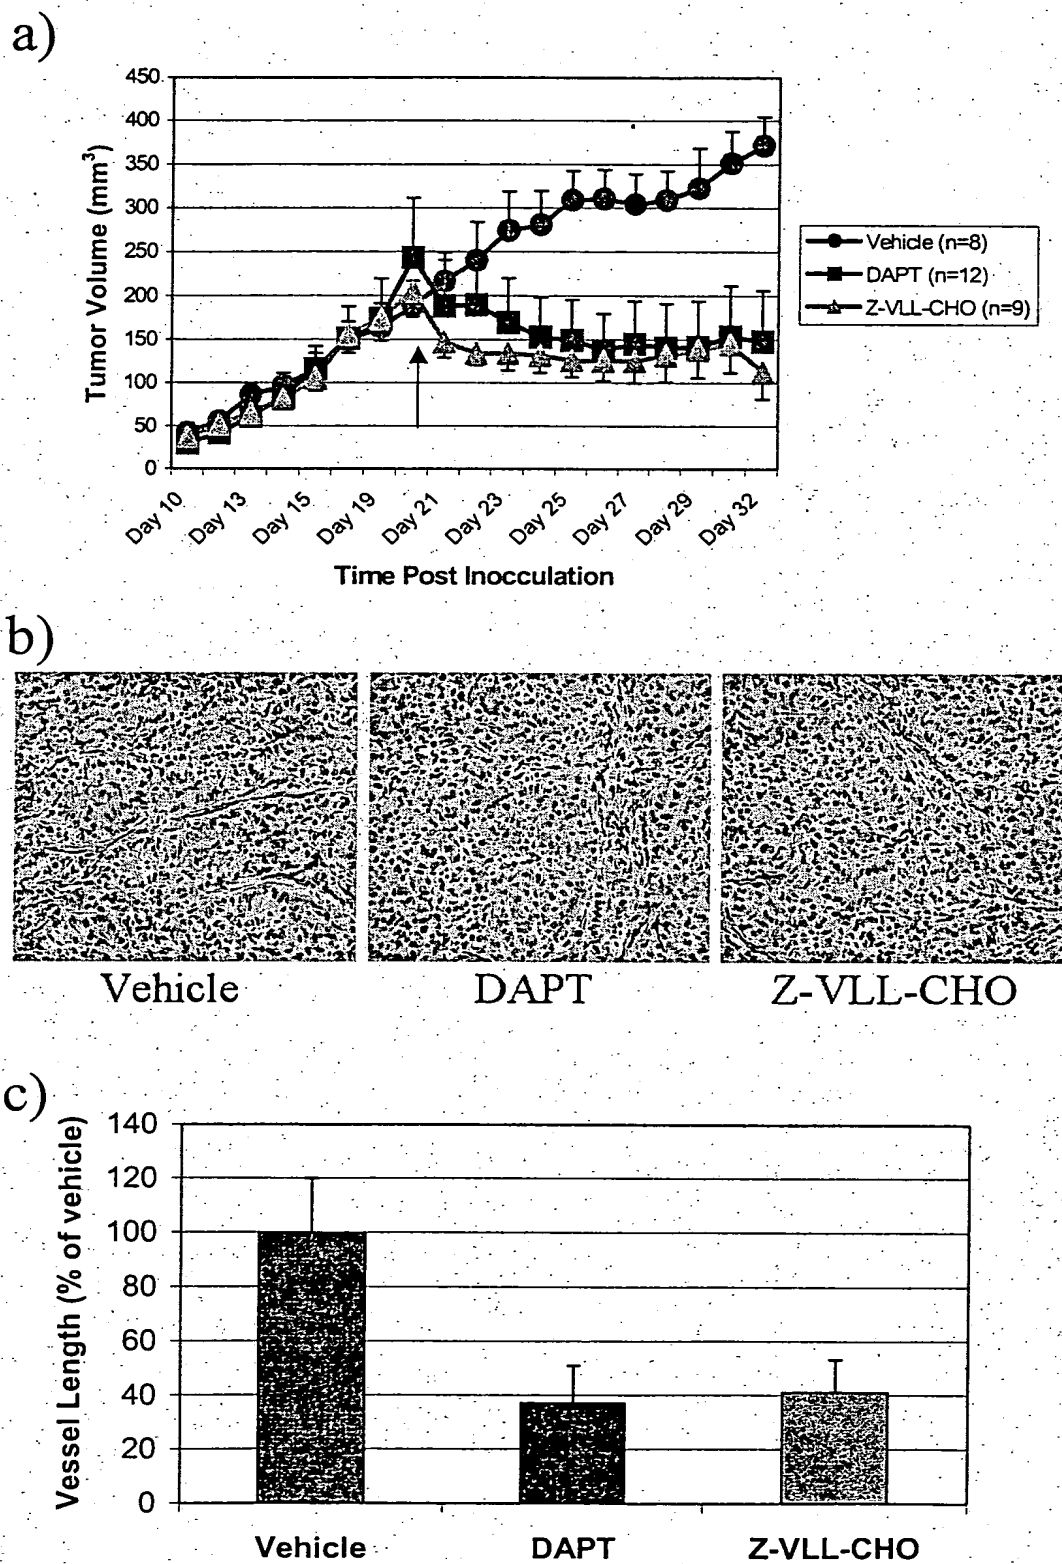 a)
450
400
350
300
250
200
150
100
50
0
Tumor Volume (mm³)
Day 10
Day 13
Day 15
Day 19
Day 21
Day 23
Day 25
Day 27
Day 29
Day 32
Time Post Inocculation
Vehicle (n=8)
DAPT (n=12)
Z-VLL-CHO (n=9)
b)
Vehicle
DAPT
Z-VLL-CHO
c)
140
120
100
80
60
40
20
0
Vessel Length (% of vehicle)
Vehicle
DAPT
Z-VLL-CHO